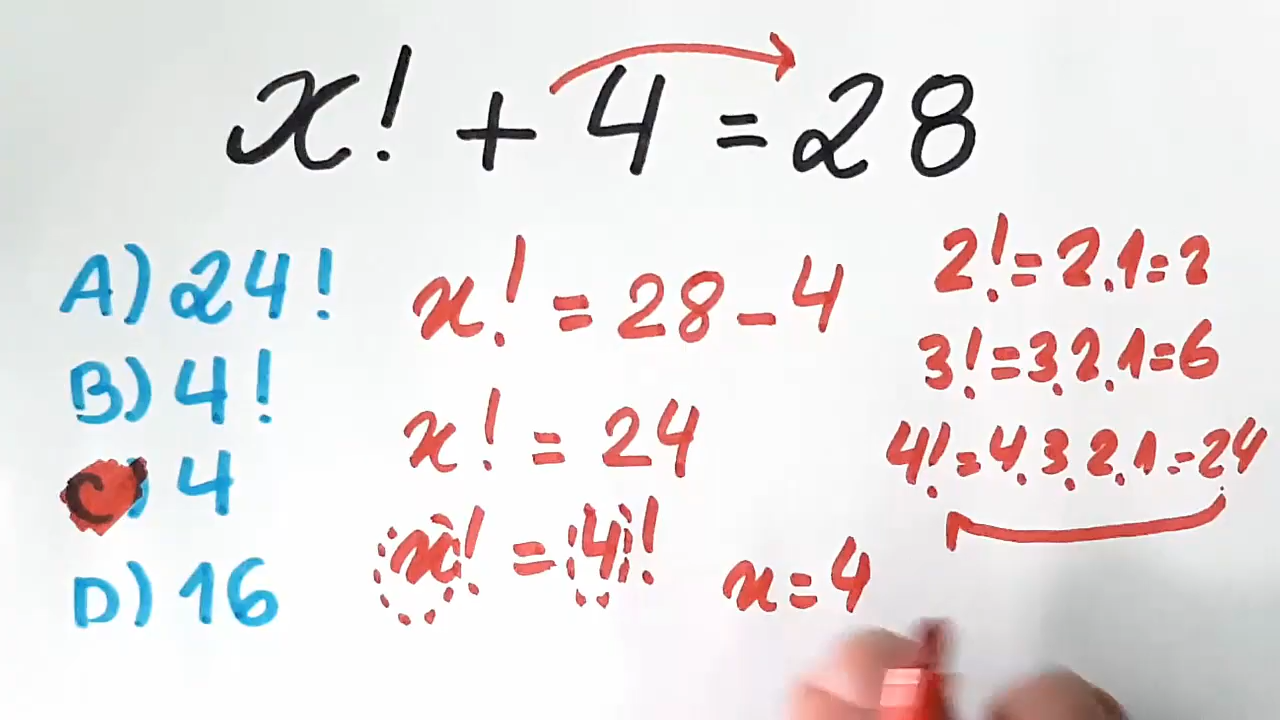 x! + 4 = 28
A) 24!
B) 4!
C) 4
D) 16
x! = 28 - 4
x! = 24
x! = 4!
x = 4
2! = 2.1 = 2
3! = 3.2.1 = 6
4! = 4.3.2.1 = 24